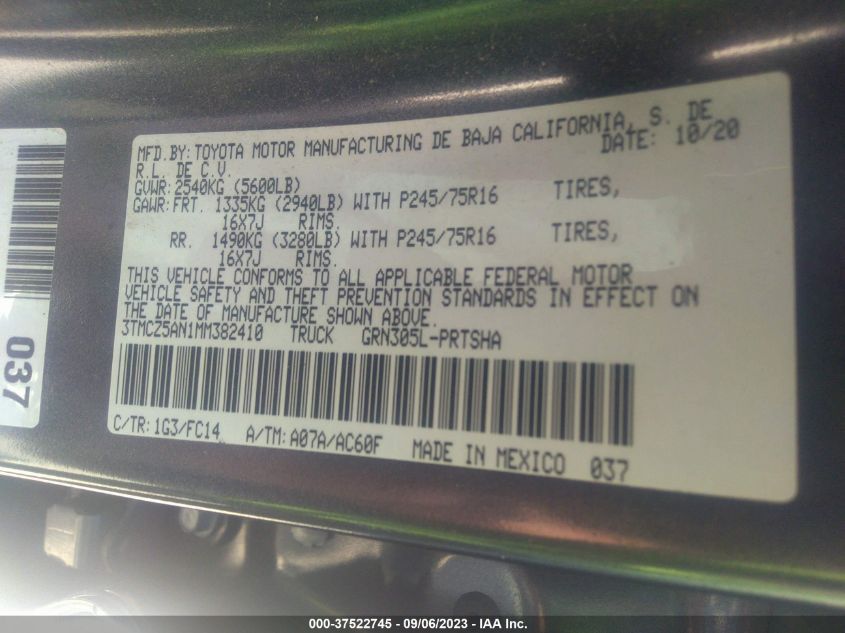 MFD.BY: TOYOTA MOTOR MANUFACTURING DE BAJA CALIFORNIA, S. DE
R.L. DE C.V. DATE: 10/20
GVWR: 2540KG (5600LB)
GAWR: FRT. 1335KG (2940LB) WITH P245/75R16 TIRES,
16X7J RIMS.
RR. 1490KG (3280LB) WITH P245/75R16 TIRES,
16X7J RIMS.
THIS VEHICLE CONFORMS TO ALL APPLICABLE FEDERAL MOTOR
VEHICLE SAFETY AND THEFT PREVENTION STANDARDS IN EFFECT ON
THE DATE OF MANUFACTURE SHOWN ABOVE.
3TMCZ5AN1MM382410 TRUCK GRN305L-PRTSHA
C/TR: 1G3/FC14 A/TM: A07A/AC60F MADE IN MEXICO 037
037
000-37522745 - 09/06/2023 - IAA Inc.